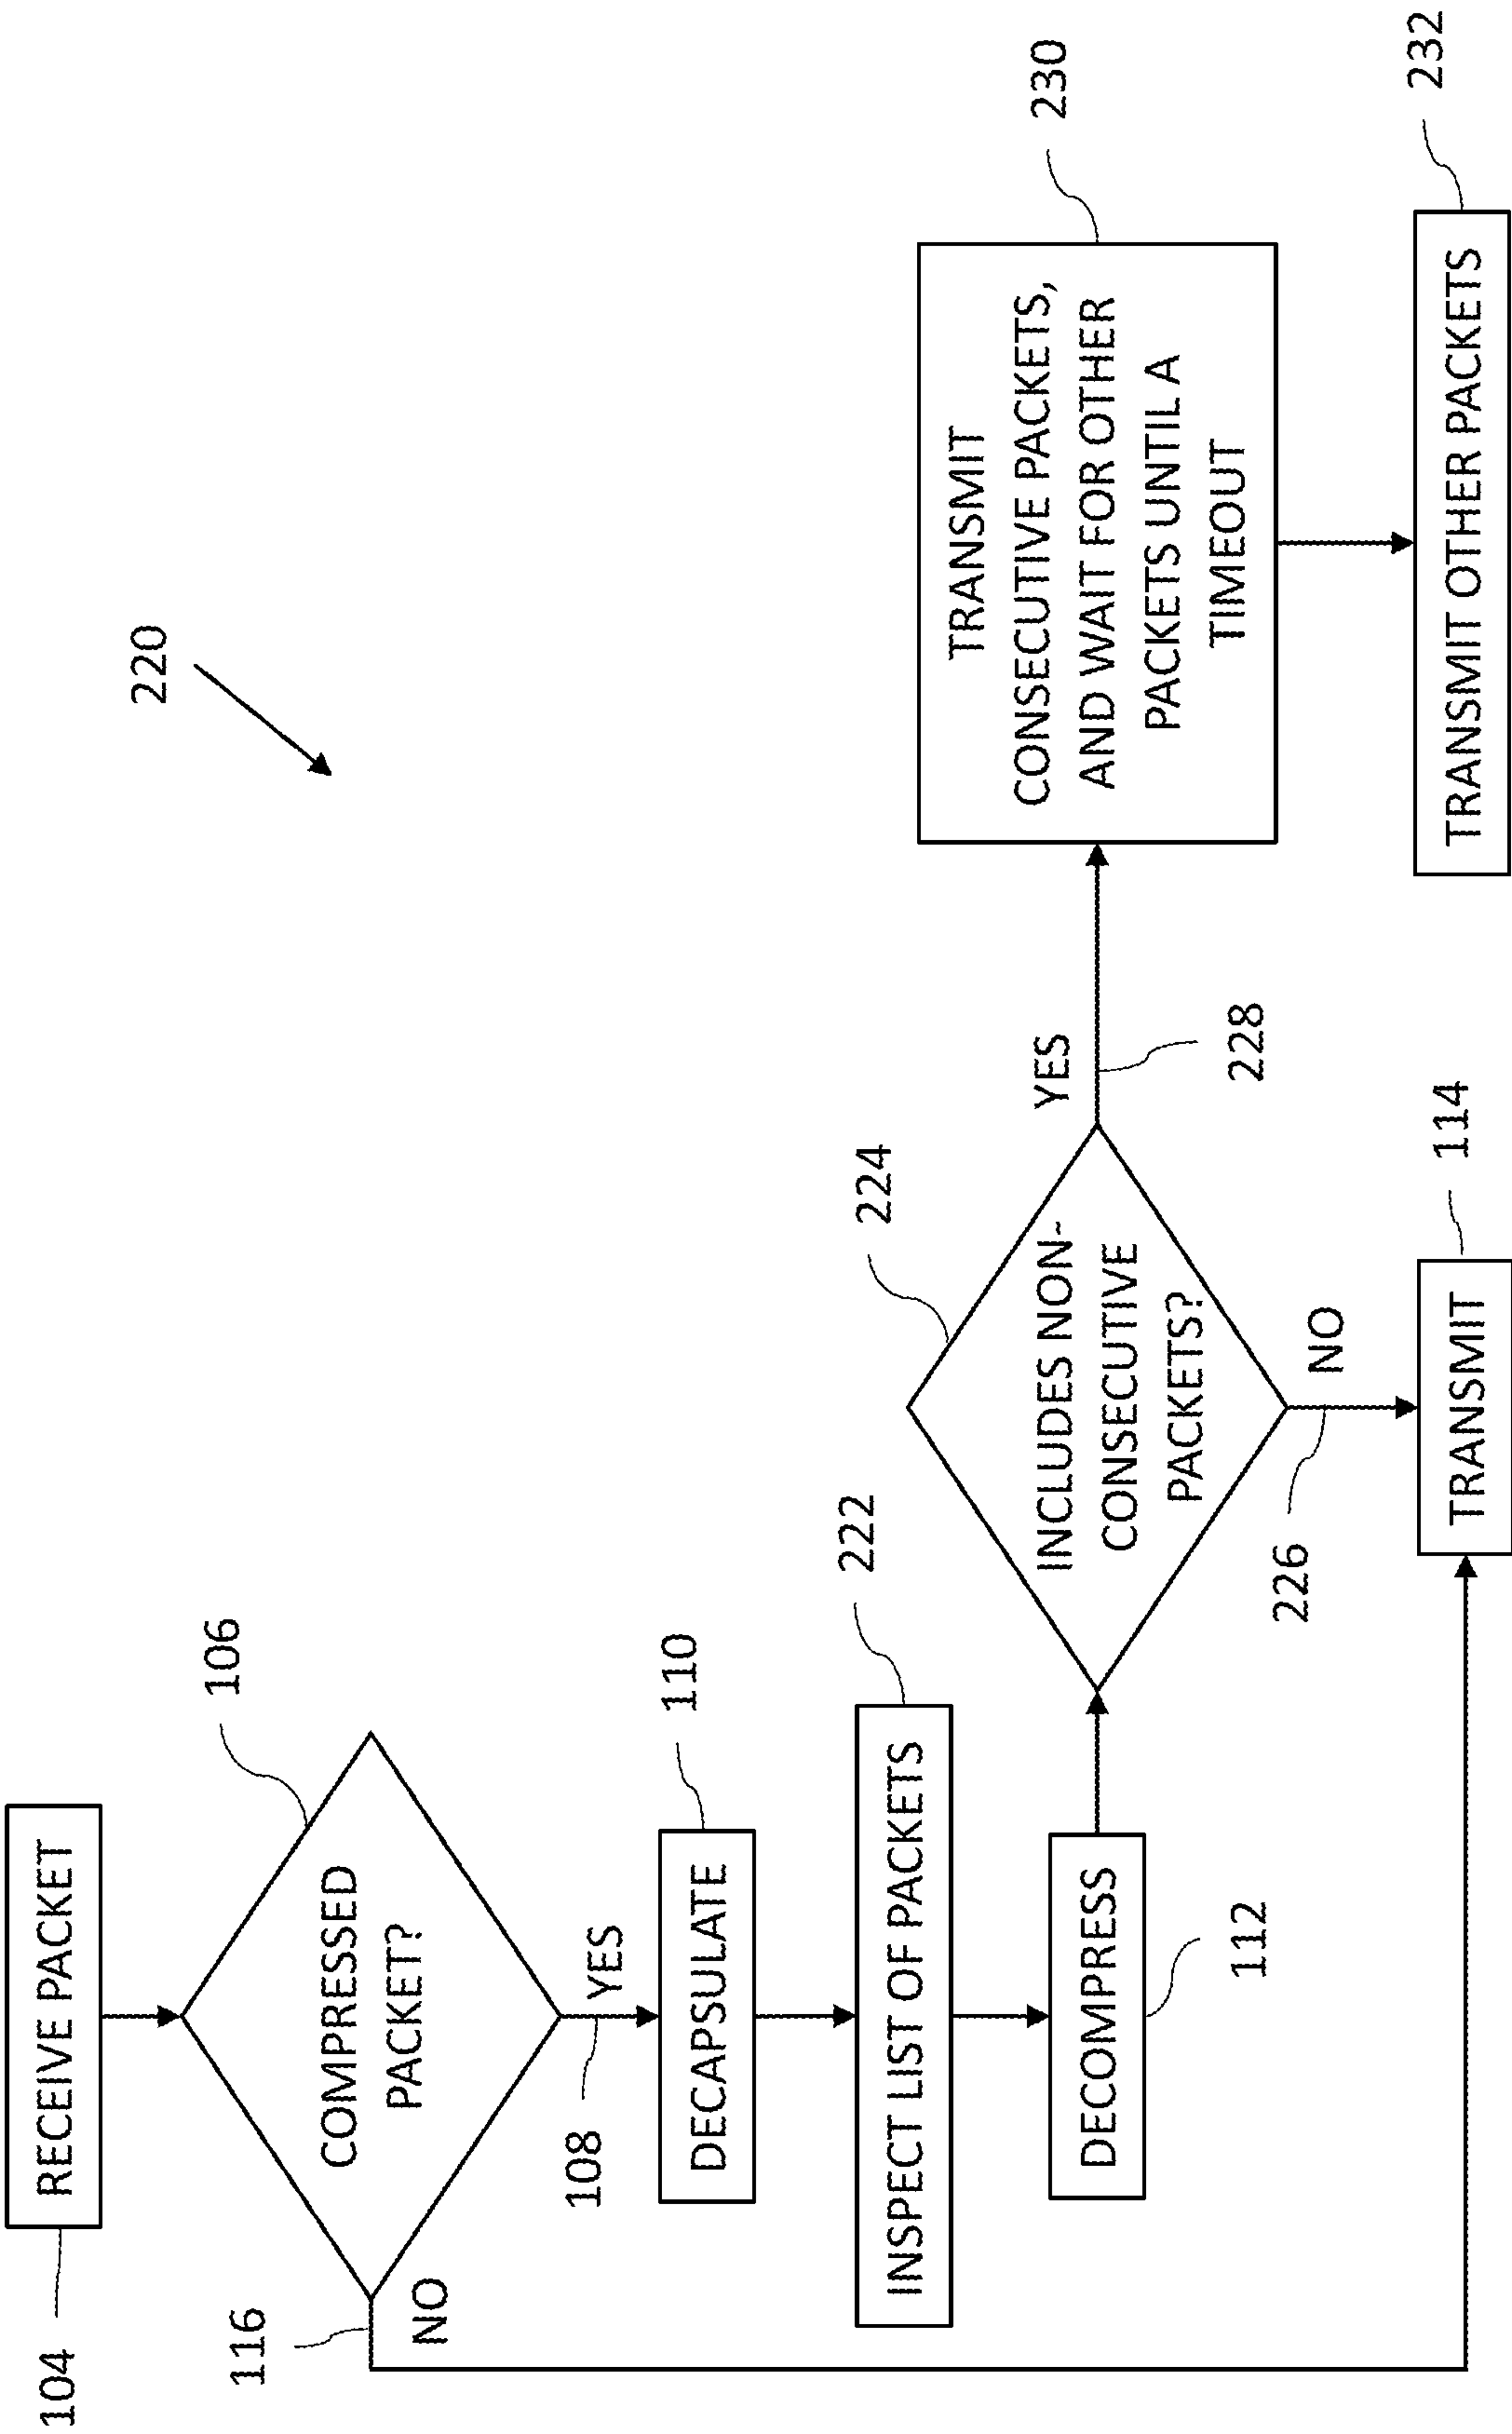 220
104
RECEIVE PACKET
106
COMPRESSED
PACKET?
116
NO
108
YES
110
DECAPSULATE
222
INSPECT LIST OF PACKETS
DECOMPRESS
112
224
INCLUDES NON-
CONSECUTIVE
PACKETS?
YES
228
226
NO
TRANSMIT
114
TRANSMIT
CONSECUTIVE PACKETS,
AND WAIT FOR OTHER
PACKETS UNTIL A
TIMEOUT
230
TRANSMIT OTHER PACKETS
232